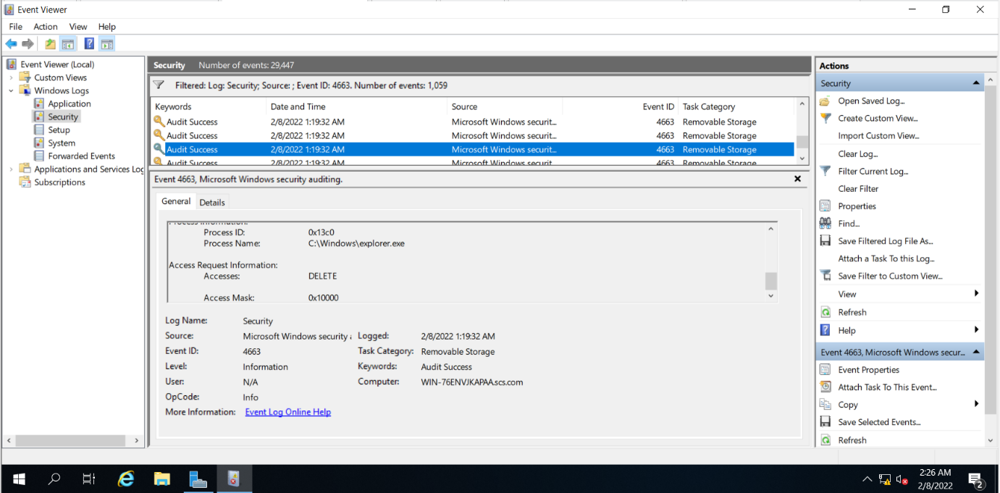 Event Viewer
File Action View Help
Event Viewer (Local)
Custom Views
Windows Logs
Application
Security
Setup
System
Forwarded Events
Applications and Services Log
Subscriptions
Security Number of events: 29,447
Filtered: Log: Security; Source: ; Event ID: 4663. Number of events: 1,059
Keywords Date and Time Source Event ID Task Category
Audit Success 2/8/2022 1:19:32 AM Microsoft Windows securit... 4663 Removable Storage
Audit Success 2/8/2022 1:19:32 AM Microsoft Windows securit... 4663 Removable Storage
Audit Success 2/8/2022 1:19:32 AM Microsoft Windows securit... 4663 Removable Storage
Audit Success 2/8/2022 1:19:32 AM Microsoft Windows securit 4663 Removable Storage
Event 4663, Microsoft Windows security auditing.
General Details
Process Information:
Process ID: 0x13c0
Process Name: C:\Windows\explorer.exe
Access Request Information:
Accesses: DELETE
Access Mask: 0x10000
Log Name: Security
Source: Microsoft Windows security Logged: 2/8/2022 1:19:32 AM
Event ID: 4663 Task Category: Removable Storage
Level: Information Keywords: Audit Success
User: N/A Computer: WIN-76ENVJKAPAA.scs.com
OpCode: Info
More Information: Event Log Online Help
Actions
Security
Open Saved Log...
Create Custom View...
Import Custom View...
Clear Log...
Filter Current Log...
Clear Filter
Properties
Find...
Save Filtered Log File As...
Attach a Task To this Log...
Save Filter to Custom View...
View
Refresh
Help
Event 4663, Microsoft Windows secur...
Event Properties
Attach Task To This Event...
Copy
Save Selected Events...
Refresh
2:26 AM
2/8/2022
2